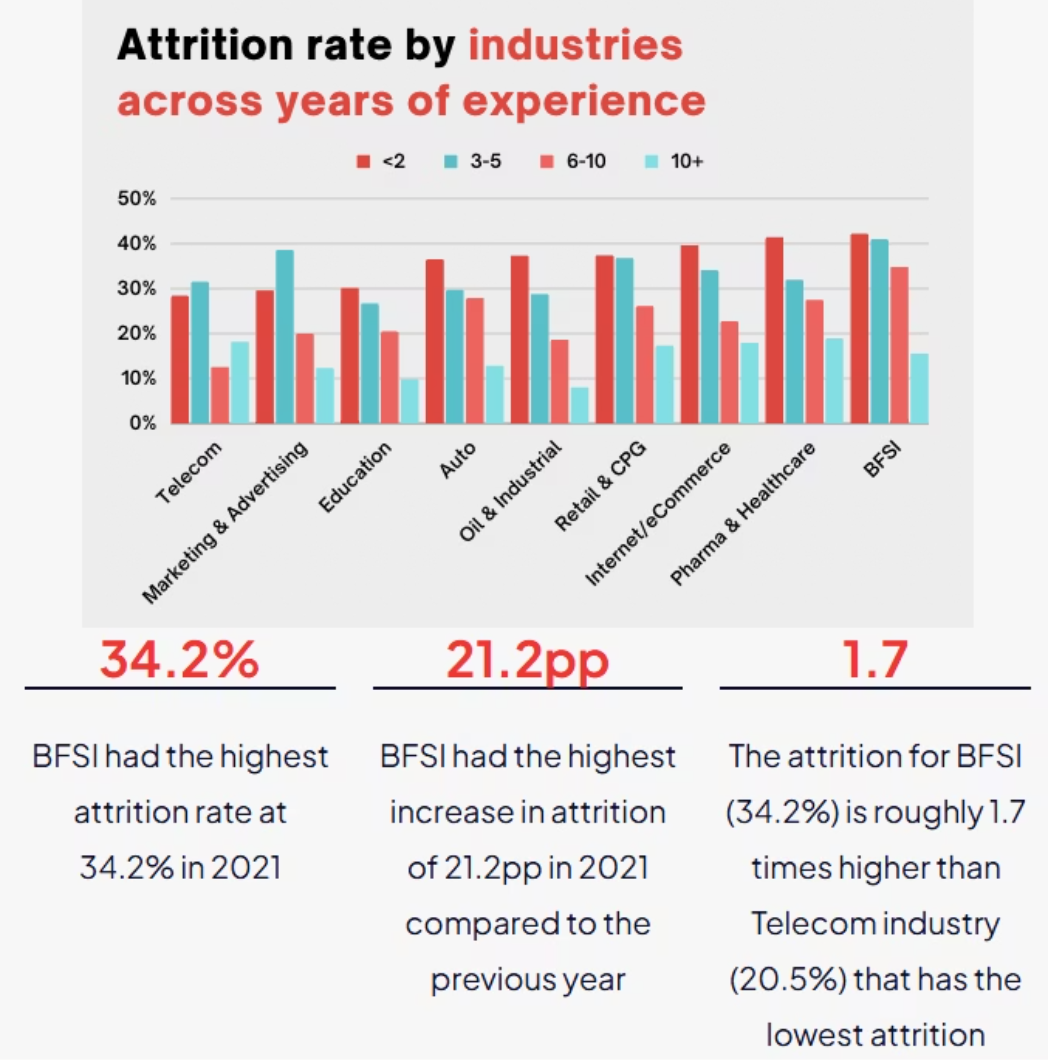 Attrition rate by industries
across years of experience
<2 3-5 6-10 10+
50%
40%
30%
20%
10%
0%
Telecom
Marketing & Advertising
Education
Auto
Oil & Industrial
Retail & CPG
Internet/eCommerce
Pharma & Healthcare
BFSI
34.2%
BFSI had the highest
attrition rate at
34.2% in 2021
21.2pp
BFSI had the highest
increase in attrition
of 21.2pp in 2021
compared to the
previous year
1.7
The attrition for BFSI
(34.2%) is roughly 1.7
times higher than
Telecom industry
(20.5%) that has the
lowest attrition